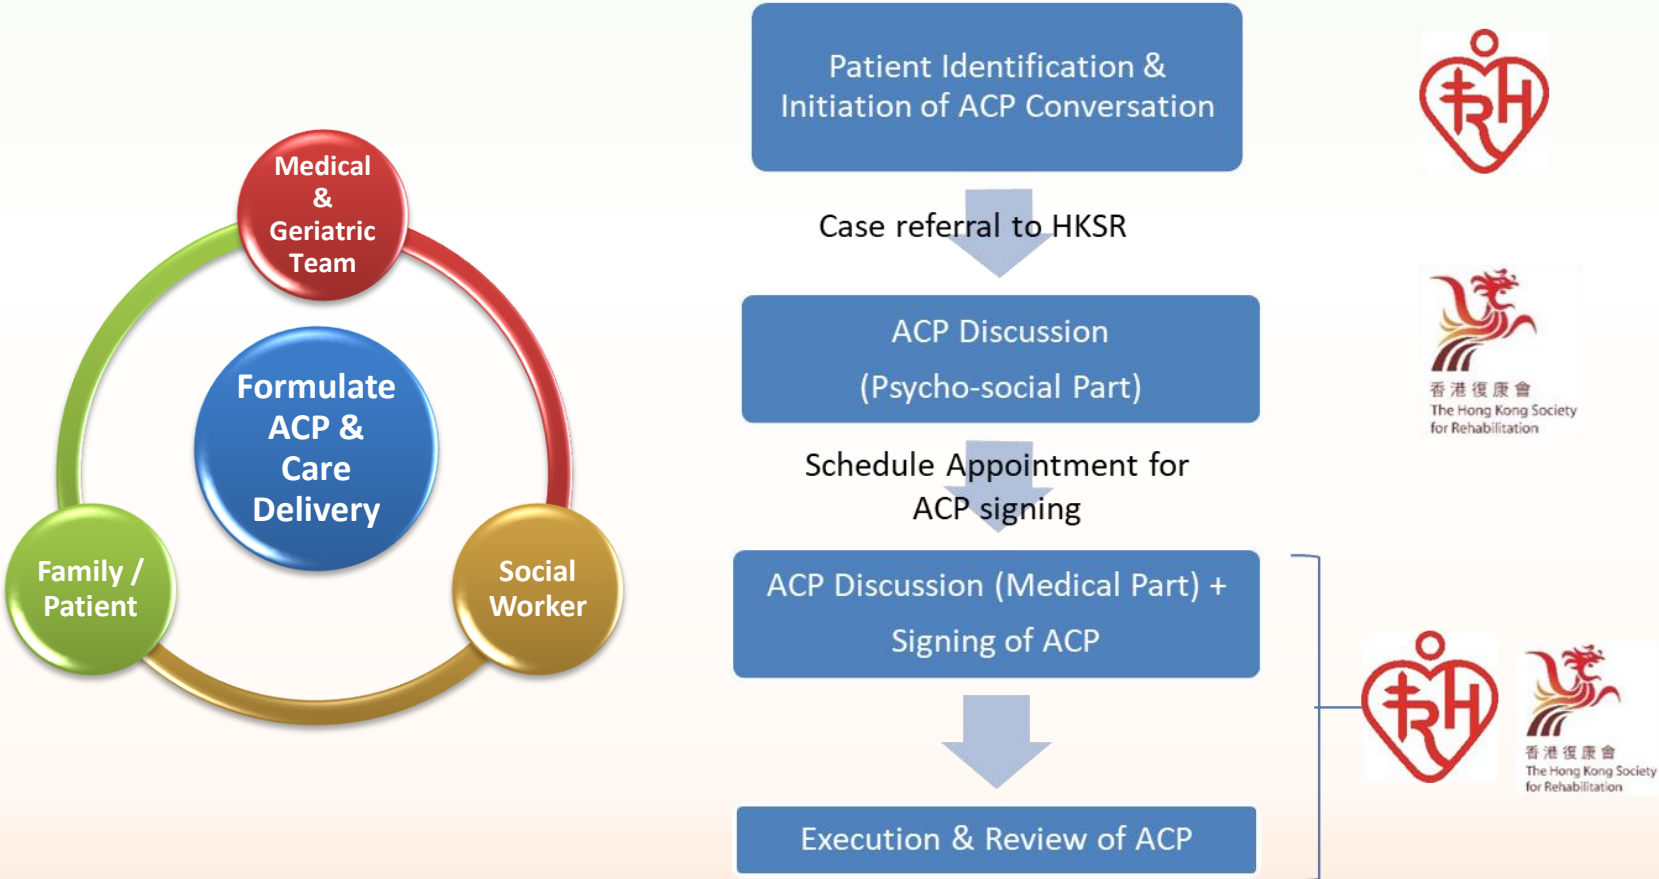 Medical
&
Geriatric
Team
Formulate
ACP &
Care
Delivery
Family /
Patient
Social
Worker
Patient Identification &
Initiation of ACP Conversation
Case referral to HKSR
ACP Discussion
(Psycho-social Part)
Schedule Appointment for
ACP signing
ACP Discussion (Medical Part) +
Signing of ACP
Execution & Review of ACP
RH
香港復康會
The Hong Kong Society
for Rehabilitation
RH
香港復康會
The Hong Kong Society
for Rehabilitation